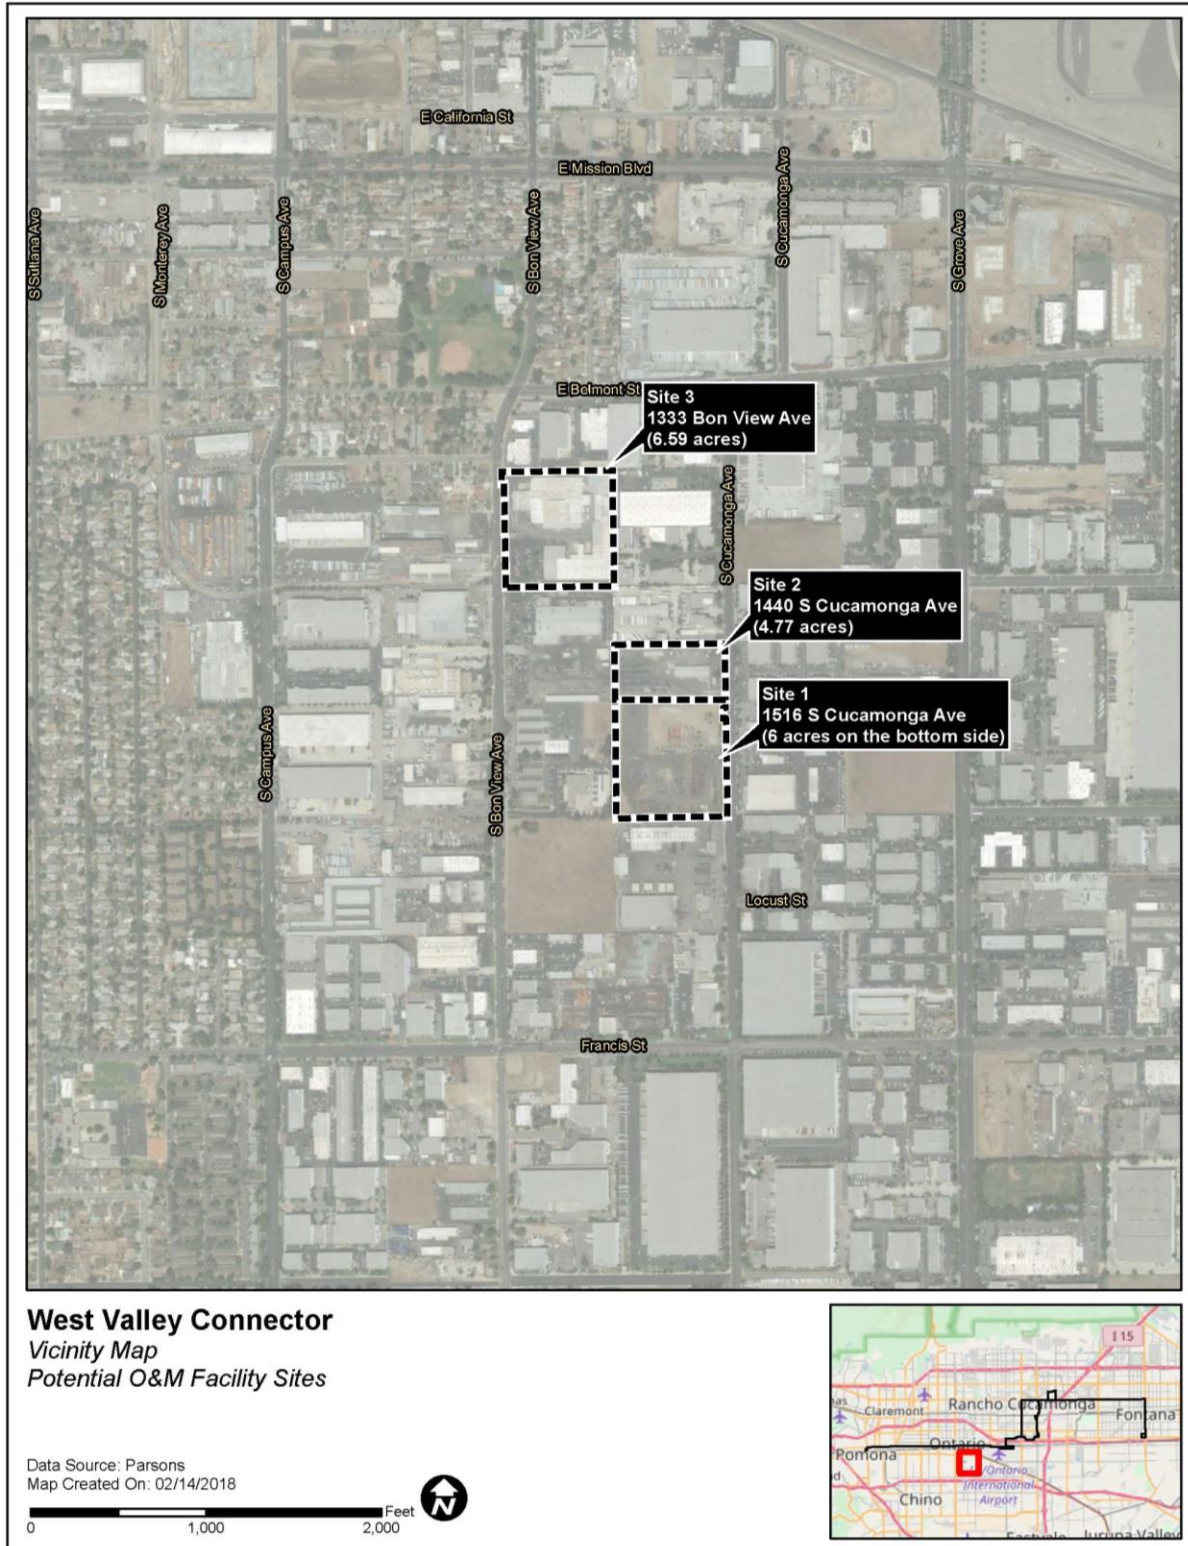 E California St
E Mission Blvd
S Sultana Ave
S Monterey Ave
S Campus Ave
S Bon View Ave
S Cucamonga Ave
S Grove Ave
E Belmont St
Site 3
1333 Bon View Ave
(6.59 acres)
S Cucamonga Ave
Site 2
1440 S Cucamonga Ave
(4.77 acres)
Site 1
1516 S Cucamonga Ave
(6 acres on the bottom side)
S Campus Ave
S Bon View Ave
Locust St
Francis St
West Valley Connector
Vicinity Map
Potential O&M Facility Sites
Data Source: Parsons
Map Created On: 02/14/2018
Feet
0 1,000 2,000
N
I 15
Claremont
Rancho Cucamonga
Fontana
Pomona
Ontario
/Ontario
International
Airport
Chino
Jurupa Valley